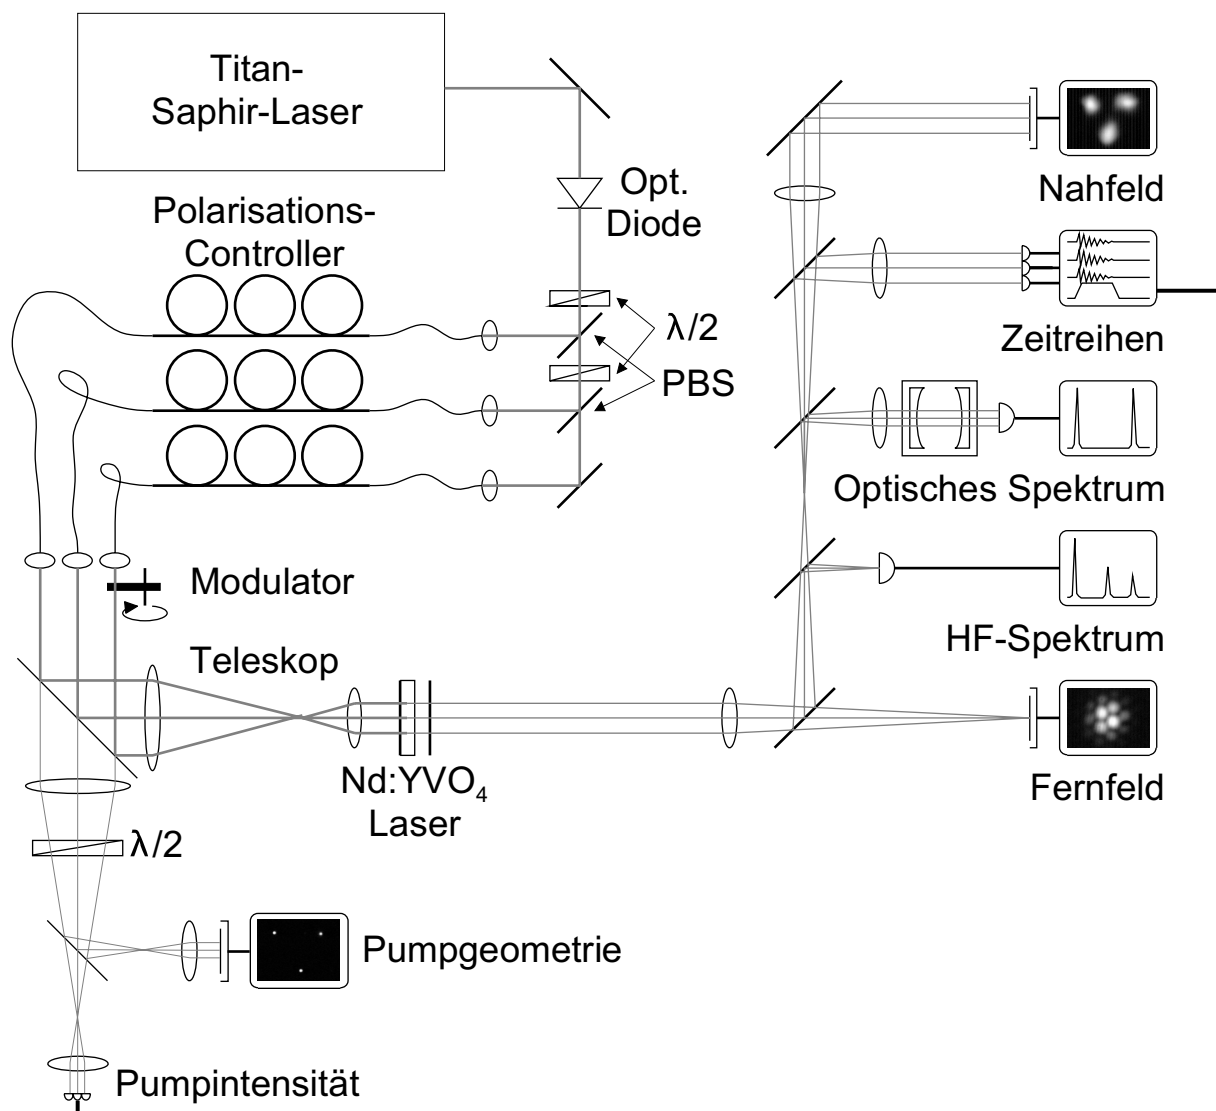 Titan-
Saphir-Laser
Opt.
Diode
Polarisations-
Controller
λ/2
PBS
Modulator
Teleskop
Nd:YVO₄
Laser
λ/2
Pumpgeometrie
Pumpintensität
Nahfeld
Zeitreihen
Optisches Spektrum
HF-Spektrum
Fernfeld